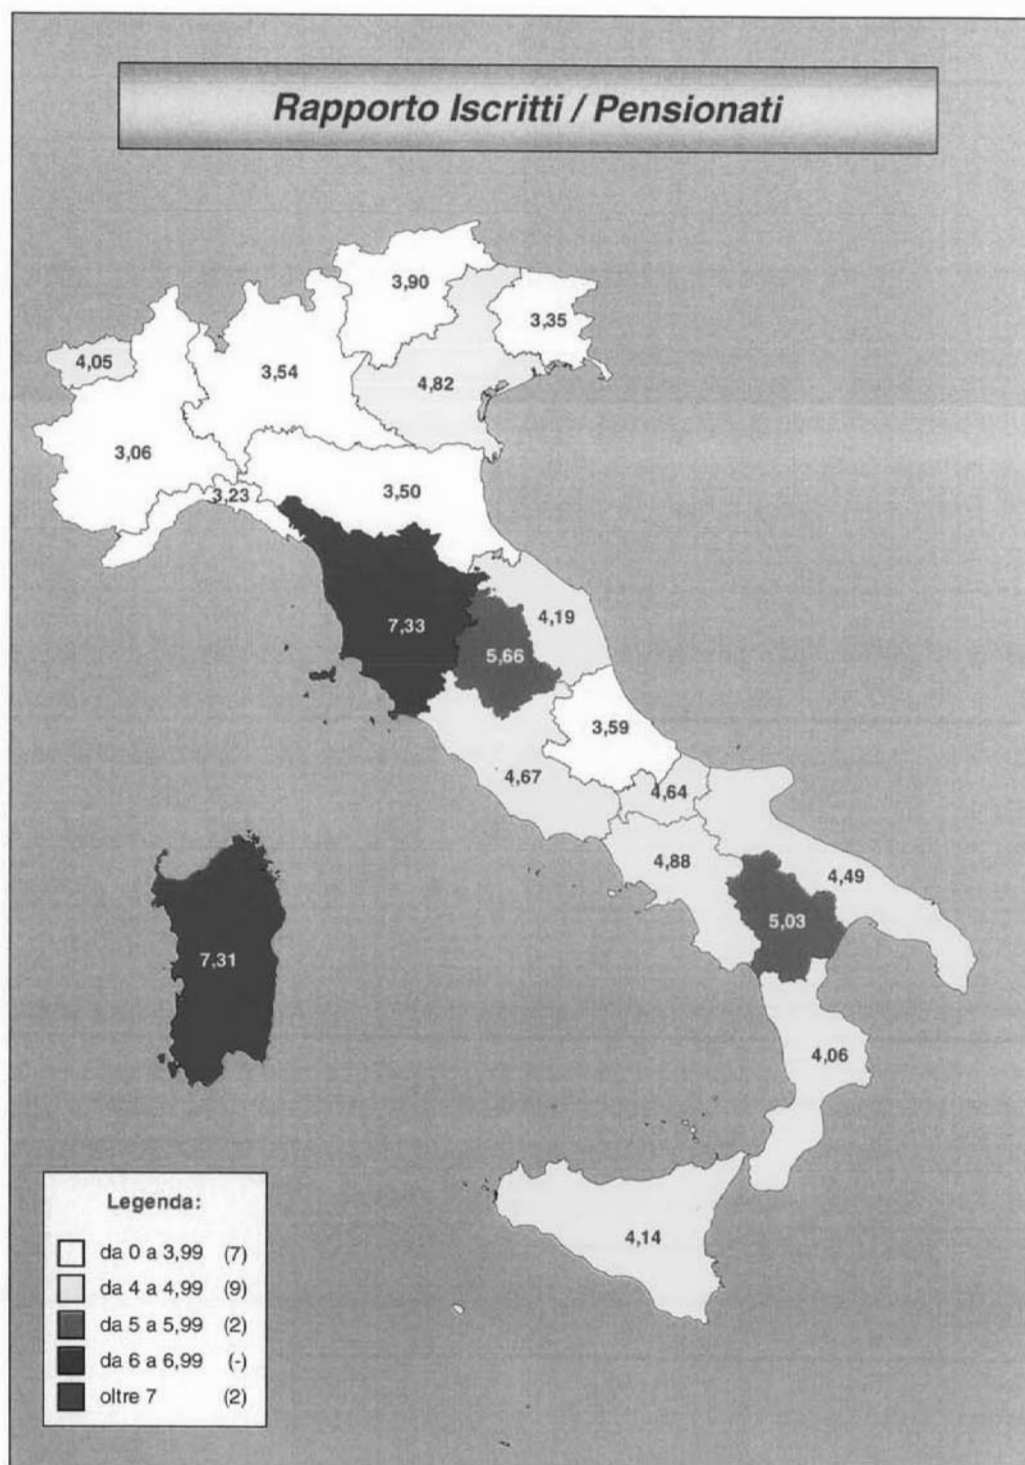 Rapporto Iscritti / Pensionati
3,90
3,35
4,05
3,54
4,82
3,06
3,23
3,50
7,33
4,19
5,66
3,59
4,67
4,64
4,88
4,49
5,03
7,31
4,06
4,14
Legenda:
da 0 a 3,99 (7)
da 4 a 4,99 (9)
da 5 a 5,99 (2)
da 6 a 6,99 (-)
oltre 7 (2)